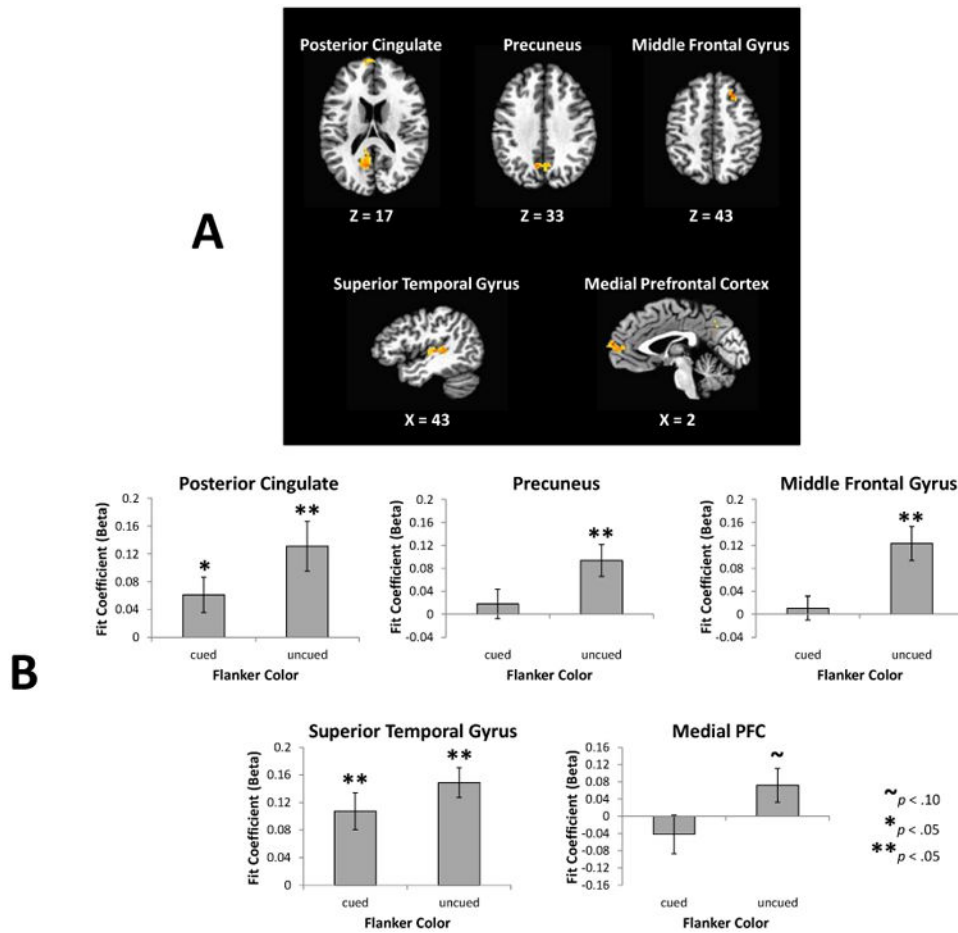 Posterior Cingulate Precuneus Middle Frontal Gyrus
Z = 17 Z = 33 Z = 43
A
Superior Temporal Gyrus Medial Prefrontal Cortex
X = 43 X = 2
B
Posterior Cingulate
Fit Coefficient (Beta)
0.2
0.16
0.12
0.08
0.04
0
*
**
cued uncued
Flanker Color
Precuneus
Fit Coefficient (Beta)
0.2
0.16
0.12
0.08
0.04
0
-0.04
**
cued uncued
Flanker Color
Middle Frontal Gyrus
Fit Coefficient (Beta)
0.2
0.16
0.12
0.08
0.04
0
-0.04
**
cued uncued
Flanker Color
Superior Temporal Gyrus
Fit Coefficient (Beta)
0.2
0.16
0.12
0.08
0.04
0
**
**
cued uncued
Flanker Color
Medial PFC
Fit Coefficient (Beta)
0.16
0.12
0.08
0.04
0
-0.04
-0.08
-0.12
-0.16
~
cued uncued
Flanker Color
~ p < .10
* p < .05
** p < .05